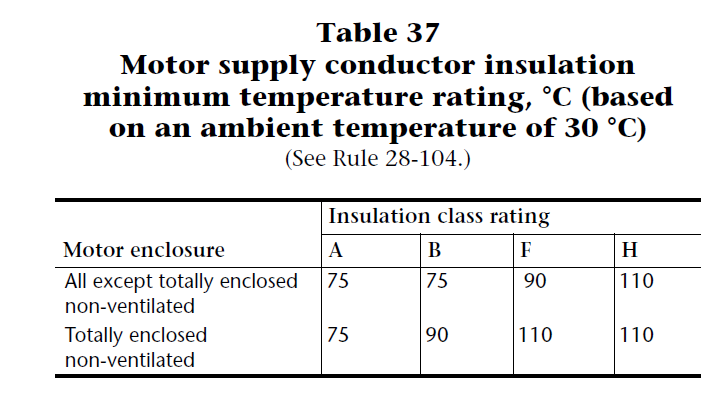 Table 37
Motor supply conductor insulation
minimum temperature rating, °C (based
on an ambient temperature of 30 °C)
(See Rule 28-104.)
Insulation class rating
Motor enclosure A B F H
All except totally enclosed 75 75 90 110
non-ventilated
Totally enclosed 75 90 110 110
non-ventilated